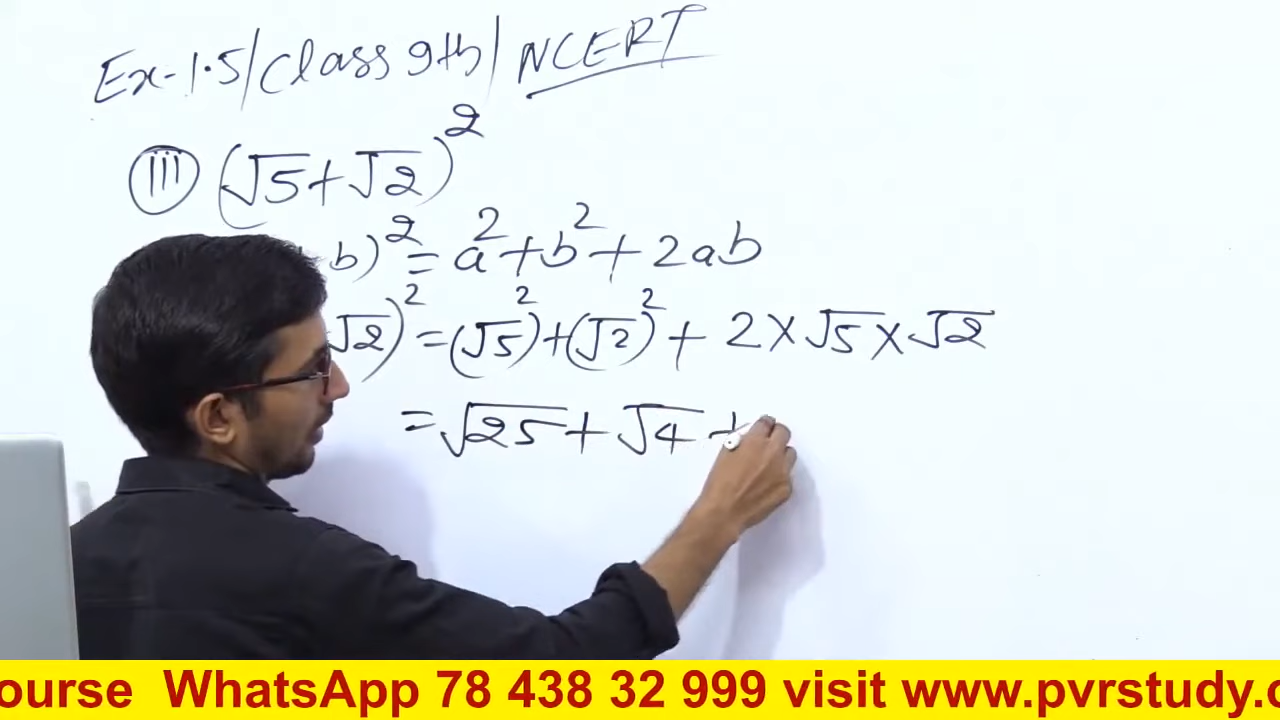 Ex-1.5/Class 9th/NCERT
(iii) (√5+√2)²
b)² = a²+b²+2ab
√2)² = (√5)²+(√2)²+2×√5×√2
=√25+√4+
ourse WhatsApp 78 438 32 999 visit www.pvrstudy.c